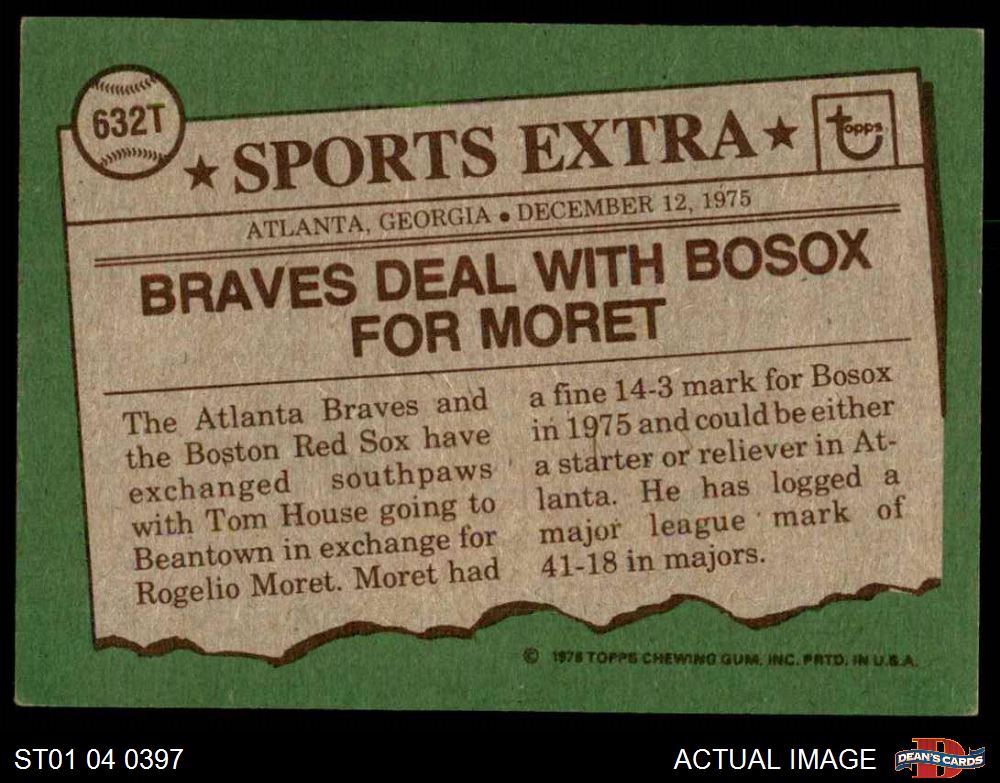 632T
★ SPORTS EXTRA ★
topps
ATLANTA, GEORGIA • DECEMBER 12, 1975
BRAVES DEAL WITH BOSOX
FOR MORET
The Atlanta Braves and
the Boston Red Sox have
exchanged southpaws
with Tom House going to
Beantown in exchange for
Rogelio Moret. Moret had
a fine 14-3 mark for Bosox
in 1975 and could be either
a starter or reliever in At-
lanta. He has logged a
major league mark of
41-18 in majors.
© 1976 TOPPS CHEWING GUM, INC. PRTD. IN U.S.A.
ST01 04 0397
ACTUAL IMAGE
D
DEAN'S CARDS